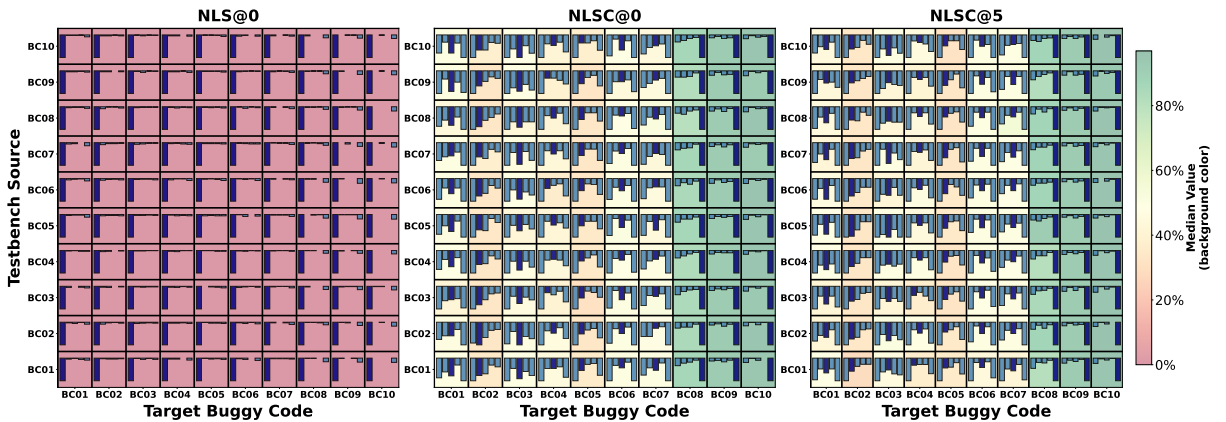 NLS@0
NLSC@0
NLSC@5
Testbench Source
BC10
BC09
BC08
BC07
BC06
BC05
BC04
BC03
BC02
BC01
BC10
BC09
BC08
BC07
BC06
BC05
BC04
BC03
BC02
BC01
BC10
BC09
BC08
BC07
BC06
BC05
BC04
BC03
BC02
BC01
BC01 BC02 BC03 BC04 BC05 BC06 BC07 BC08 BC09 BC10
BC01 BC02 BC03 BC04 BC05 BC06 BC07 BC08 BC09 BC10
BC01 BC02 BC03 BC04 BC05 BC06 BC07 BC08 BC09 BC10
Target Buggy Code
Target Buggy Code
Target Buggy Code
80%
60%
40%
20%
0%
Median Value
(background color)